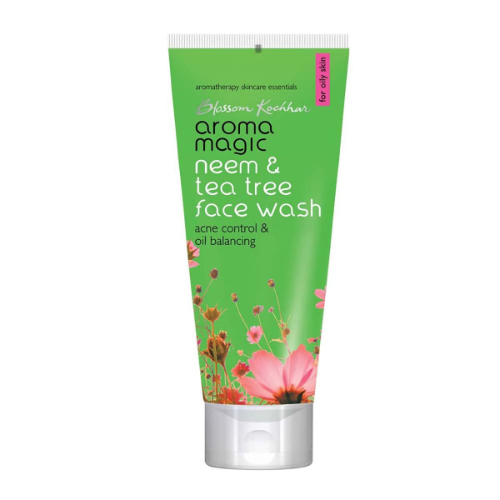 aromatherapy skincare essentials
for oily skin
Blossom Kochhar
aroma
magic
neem &
tea tree
face wash
acne control &
oil balancing